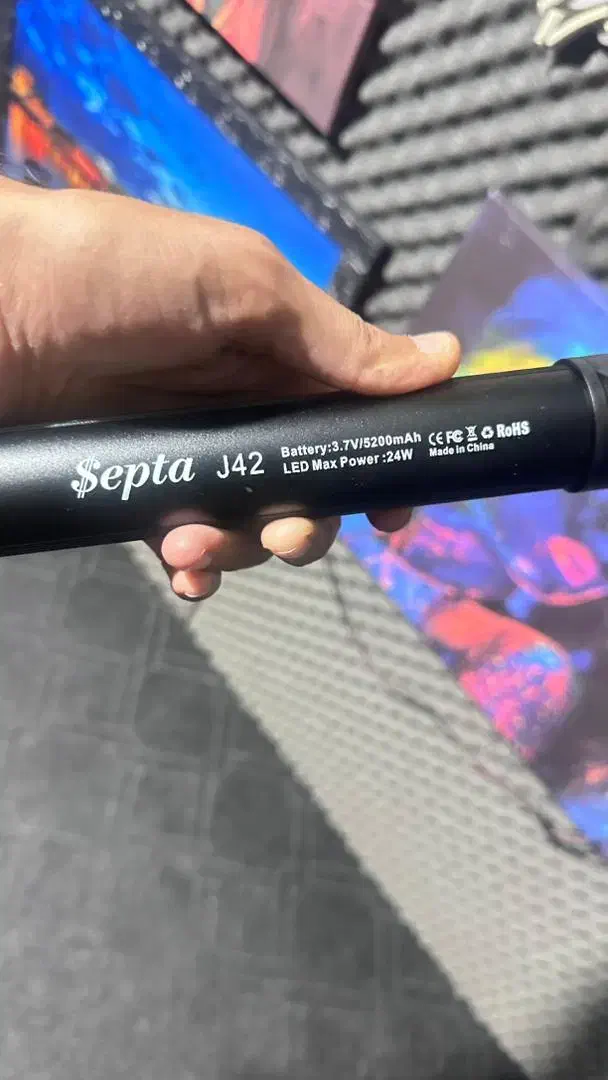 $epta J42
Battery:3.7V/5200mAh
LED Max Power :24W
CE FC RoHS
Made in China